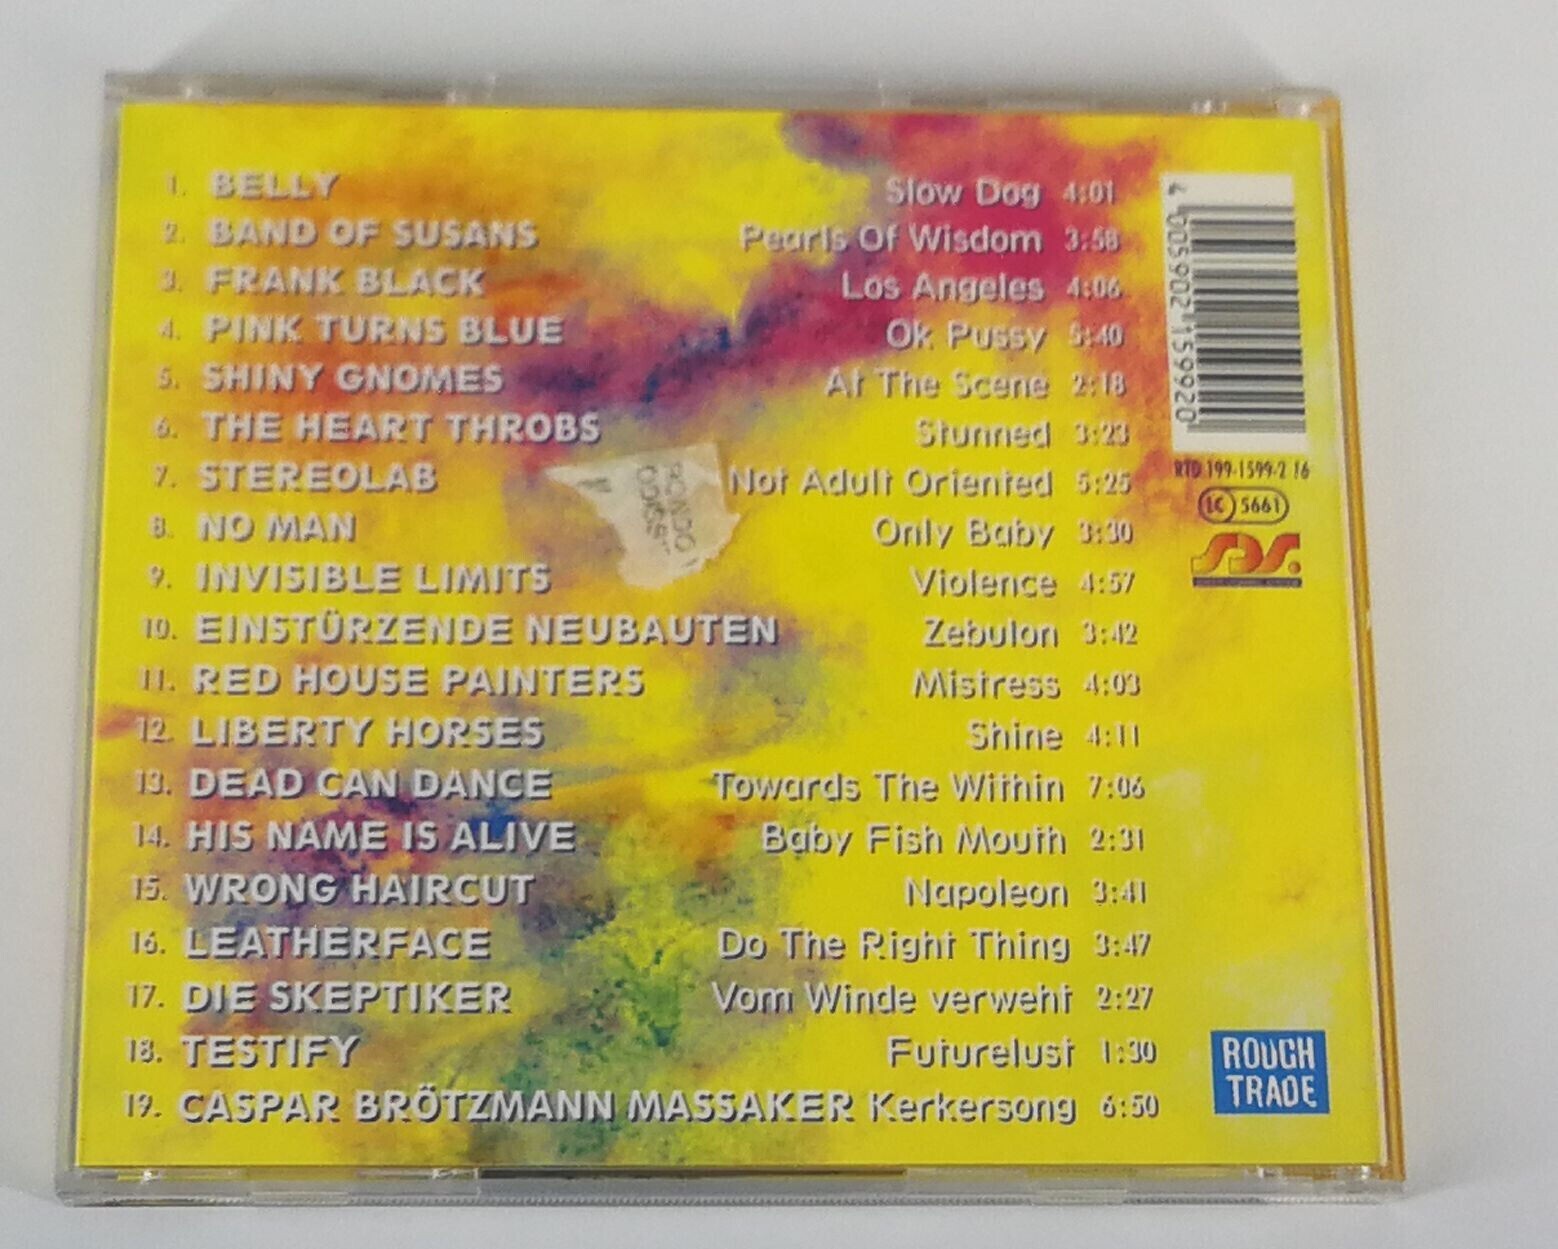 1. BELLY Slow Dog 4:01
2. BAND OF SUSANS Pearls Of Wisdom 3:58
3. FRANK BLACK Los Angeles 4:06
4. PINK TURNS BLUE Ok Pussy 5:40
5. SHINY GNOMES At The Scene 2:18
6. THE HEART THROBS Stunned 3:23
7. STEREOLAB Not Adult Oriented 5:25
8. NO MAN Only Baby 3:30
9. INVISIBLE LIMITS Violence 4:57
10. EINSTÜRZENDE NEUBAUTEN Zebulon 3:42
11. RED HOUSE PAINTERS Mistress 4:03
12. LIBERTY HORSES Shine 4:11
13. DEAD CAN DANCE Towards The Within 7:06
14. HIS NAME IS ALIVE Baby Fish Mouth 2:31
15. WRONG HAIRCUT Napoleon 3:41
16. LEATHERFACE Do The Right Thing 3:47
17. DIE SKEPTIKER Vom Winde verweht 2:27
18. TESTIFY Futurelust 1:30
19. CASPAR BRÖTZMANN MASSAKER Kerkersong 6:50
4 005902 159920
RTD 199-1599-2 16
LC 5661
SDS.
RONDO
ROUGH
TRADE